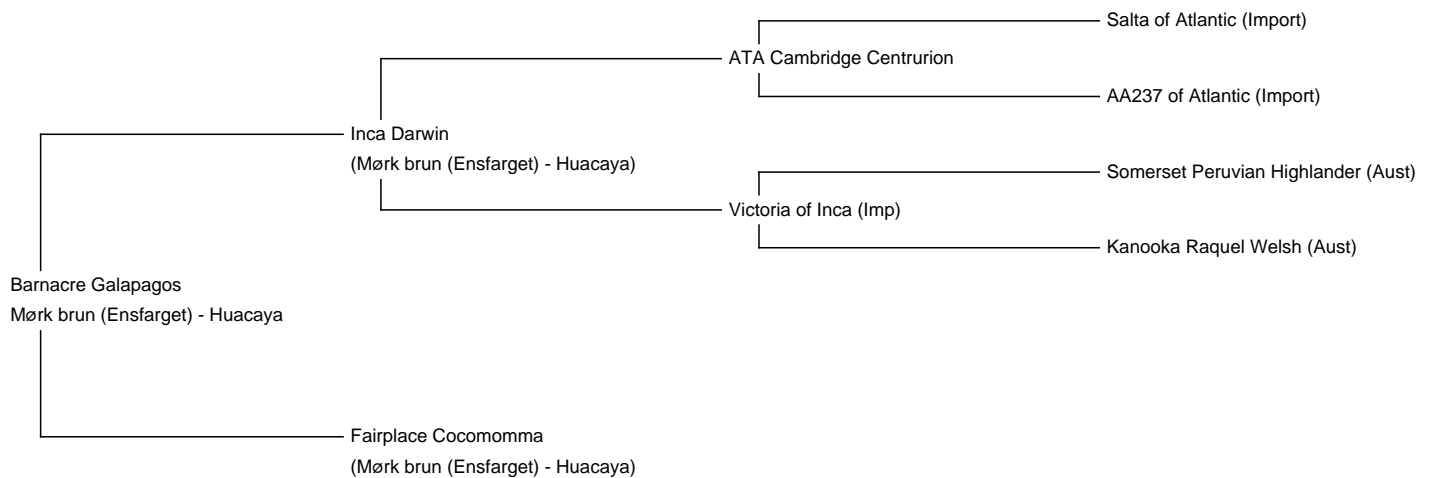 Salta of Atlantic (Import)
ATA Cambridge Centrurion
AA237 of Atlantic (Import)
Inca Darwin
(Mørk brun (Ensfarget) - Huacaya)
Somerset Peruvian Highlander (Aust)
Victoria of Inca (Imp)
Kanooka Raquel Welsh (Aust)
Barnacre Galapagos
Mørk brun (Ensfarget) - Huacaya
Fairplace Cocomomma
(Mørk brun (Ensfarget) - Huacaya)